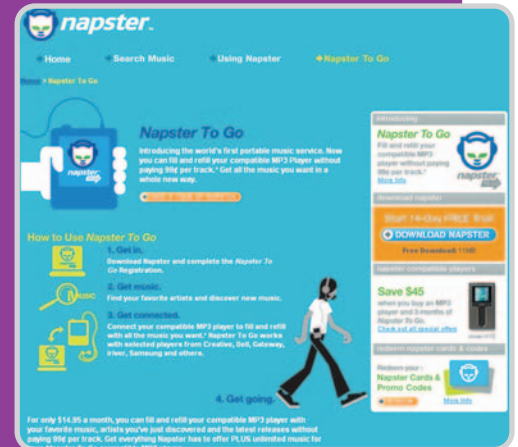 napster
Home
Search Music
Using Napster
Napster To Go
Home > Napster To Go
Napster To Go
Introducing the world's first portable music service. Now
you can fill and refill your compatible MP3 Player without
paying 99¢ per track.* Get all the music you want in a
whole new way.
napster
How to Use Napster To Go
1. Get in.
Download Napster and complete the Napster To
Go Registration.
2. Get music.
Find your favorite artists and discover new music.
MUSIC
3. Get connected.
Connect your compatible MP3 player to fill and refill
with all the music you want.* Napster To Go works
with selected players from Creative, Dell, Gateway,
iriver, Samsung and others.
4. Get going.
For only $14.95 a month, you can fill and refill your compatible MP3 player with
your favorite music, artists you've just discovered and the latest releases without
paying 99¢ per track. Get everything Napster has to offer PLUS unlimited music for
introducing
Napster To Go
Fill and refill your
compatible MP3
player without paying
99¢ per track.*
More Info
napster
download napster
Start 14-day FREE Trial
DOWNLOAD NAPSTER
Free Download: 11MB
napster compatible players
Save $45
when you buy an MP3
player and 3 months of
Napster To Go.
Check out all special offers
redeem napster cards & codes
Redeem your
Napster Cards &
Promo Codes
More Info